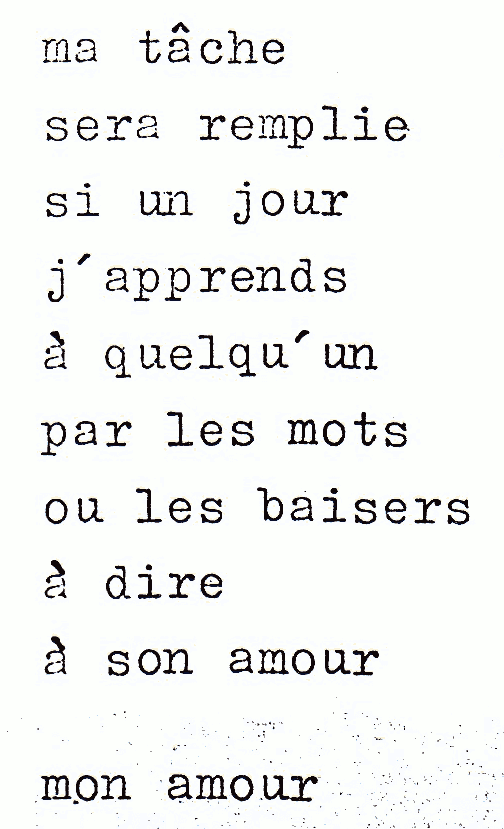 ma tâche
sera remplie
si un jour
j'apprends
à quelqu'un
par les mots
ou les baisers
à dire
à son amour
mon amour